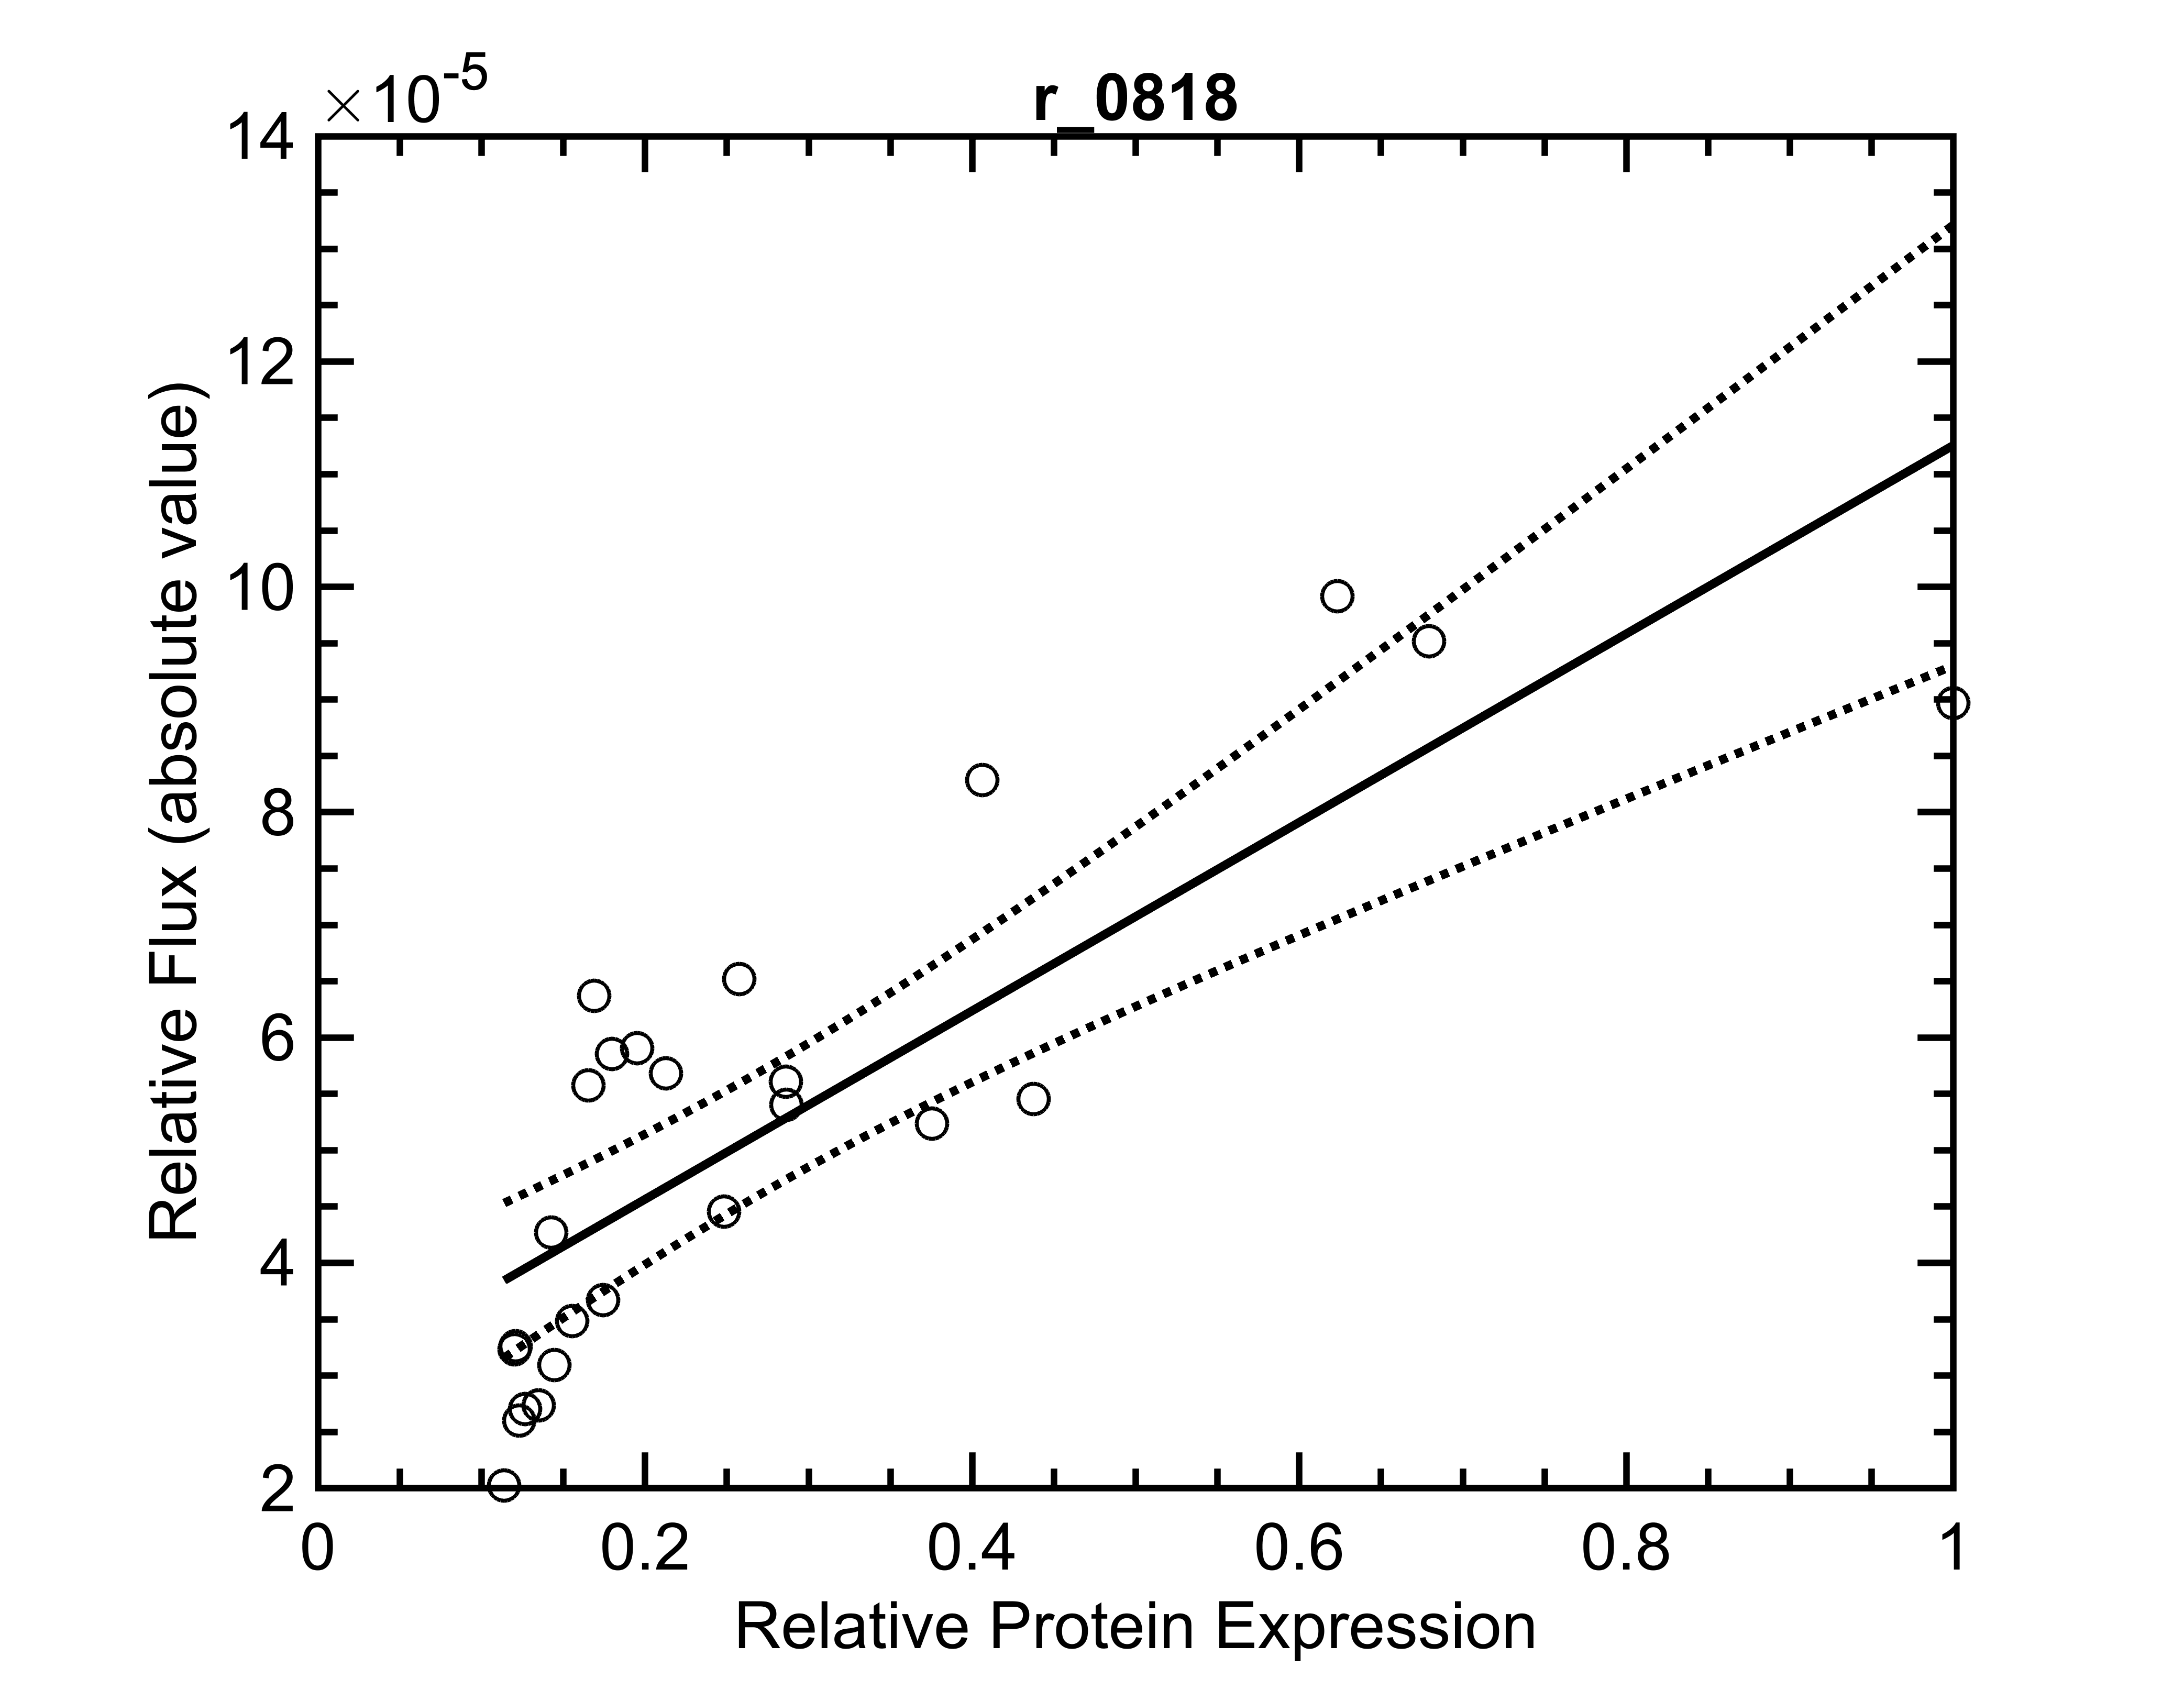 ×10-5
r_0818
14
12
10
8
6
4
2
Relative Flux (absolute value)
0 0.2 0.4 0.6 0.8 1
Relative Protein Expression